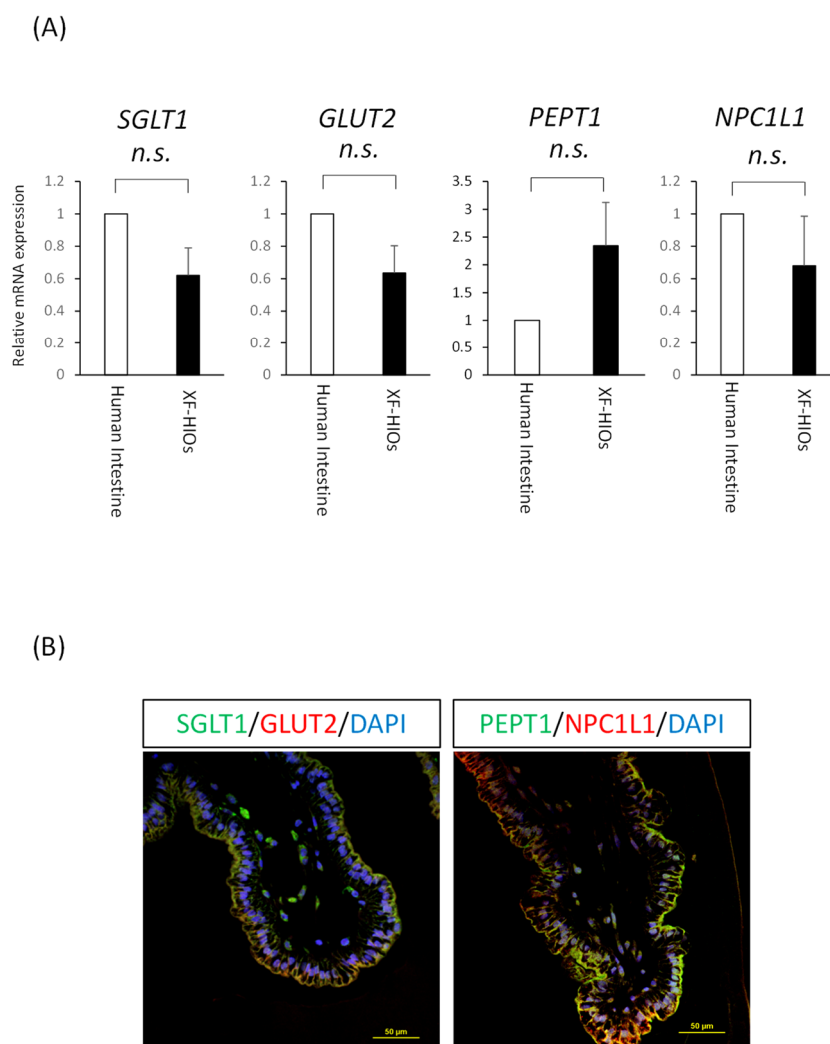 (A)
SGLT1
GLUT2
PEPT1
NPC1L1
n.s.
n.s.
n.s.
n.s.
Relative mRNA expression
1.2
1
0.8
0.6
0.4
0.2
0
Human Intestine
XF-HIOs
1.2
1
0.8
0.6
0.4
0.2
0
Human Intestine
XF-HIOs
3.5
3
2.5
2
1.5
1
0.5
0
Human Intestine
XF-HIOs
1.2
1
0.8
0.6
0.4
0.2
0
Human Intestine
XF-HIOs
(B)
SGLT1/GLUT2/DAPI
PEPT1/NPC1L1/DAPI
50 μm
50 μm